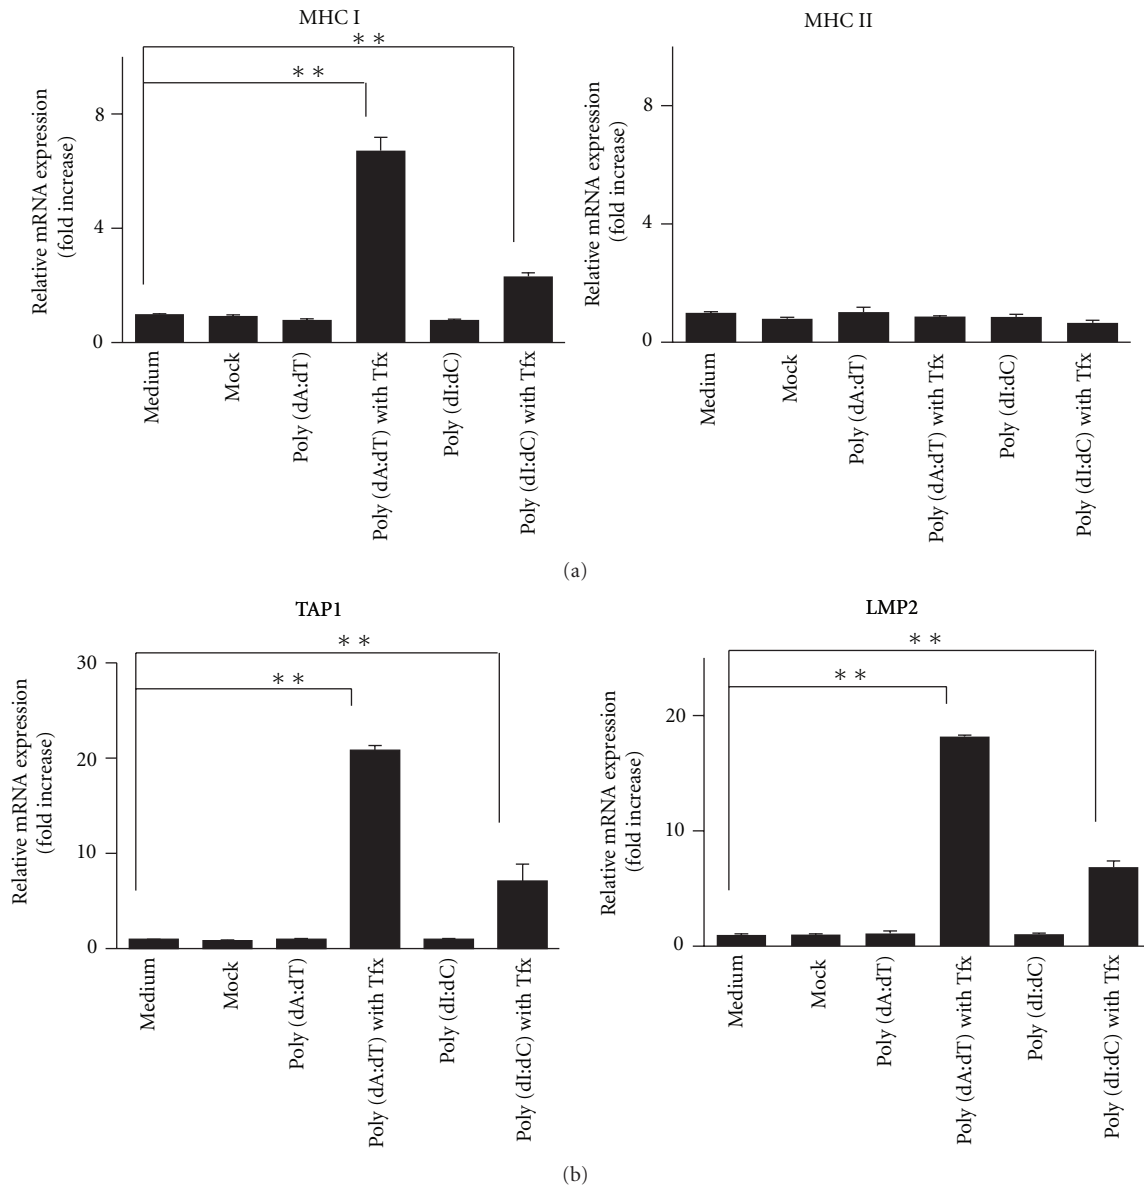 MHC I
* *
* *
Relative mRNA expression
(fold increase)
8
4
0
Medium
Mock
Poly (dA:dT)
Poly (dA:dT) with Tfx
Poly (dI:dC)
Poly (dI:dC) with Tfx
MHC II
Relative mRNA expression
(fold increase)
8
4
0
Medium
Mock
Poly (dA:dT)
Poly (dA:dT) with Tfx
Poly (dI:dC)
Poly (dI:dC) with Tfx
(a)
TAP1
* *
* *
Relative mRNA expression
(fold increase)
30
20
10
0
Medium
Mock
Poly (dA:dT)
Poly (dA:dT) with Tfx
Poly (dI:dC)
Poly (dI:dC) with Tfx
LMP2
* *
* *
Relative mRNA expression
(fold increase)
20
10
0
Medium
Mock
Poly (dA:dT)
Poly (dA:dT) with Tfx
Poly (dI:dC)
Poly (dI:dC) with Tfx
(b)